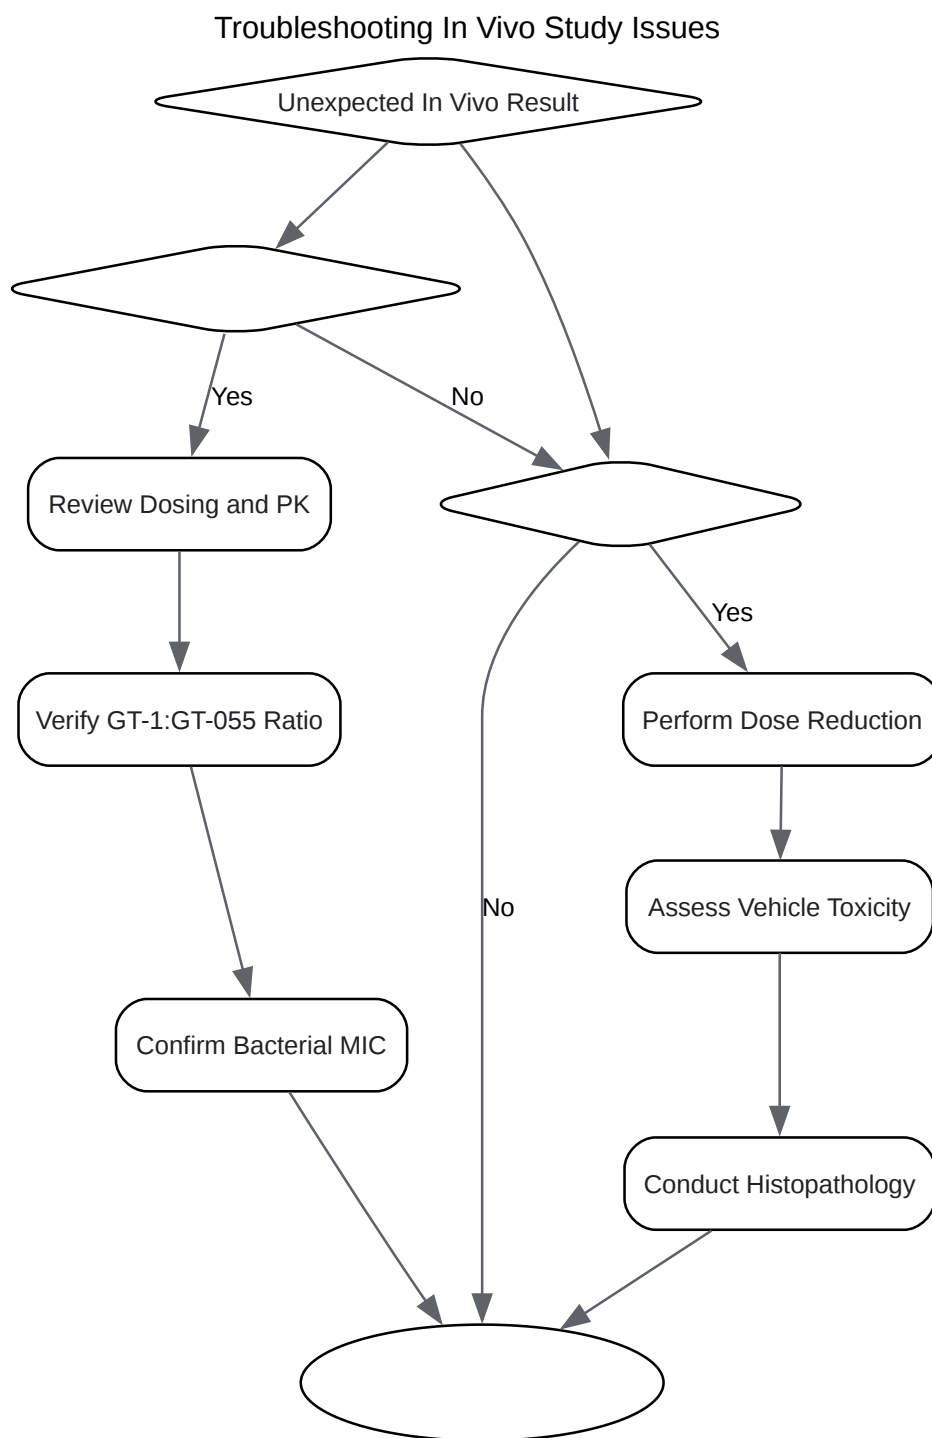 Troubleshooting In Vivo Study Issues
Unexpected In Vivo Result
Yes
No
Review Dosing and PK
Yes
Verify GT-1:GT-055 Ratio
Perform Dose Reduction
No
Assess Vehicle Toxicity
Confirm Bacterial MIC
Conduct Histopathology